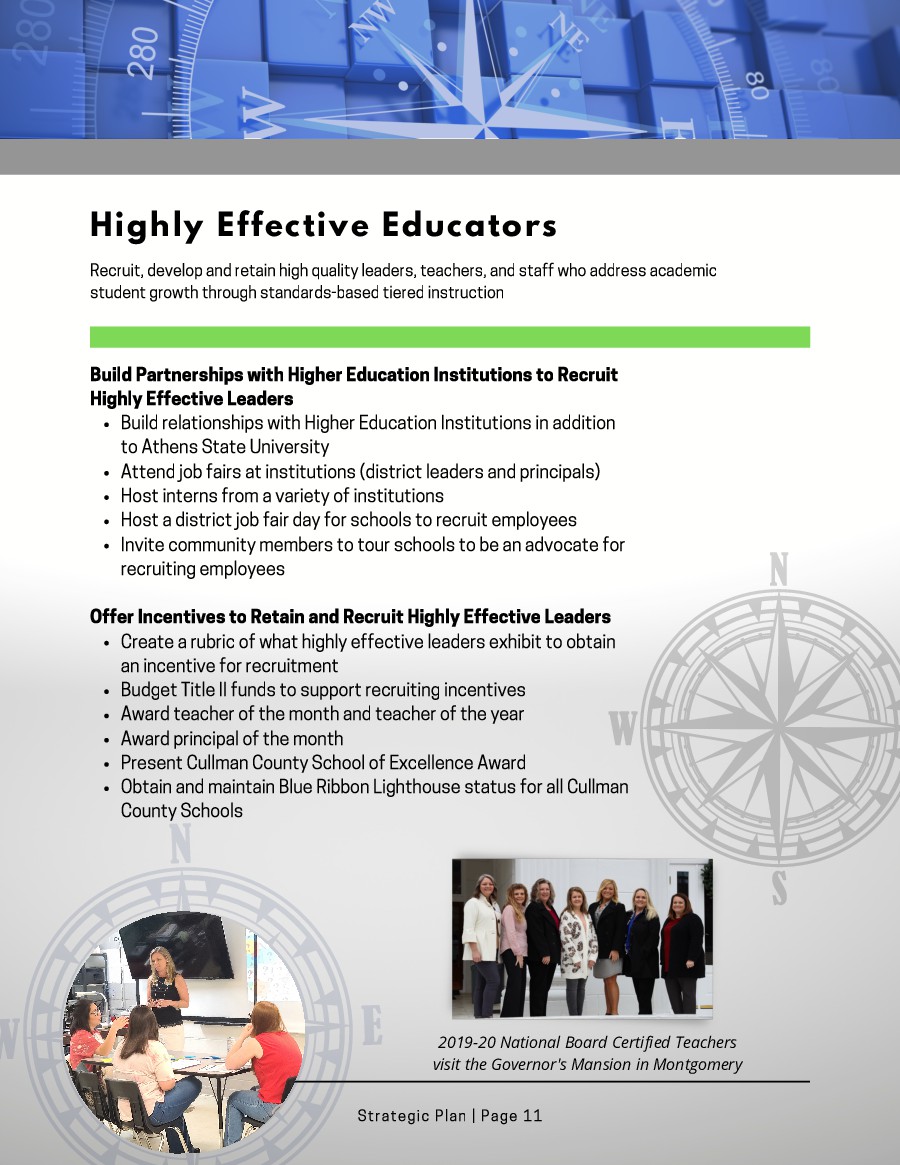 280
NW
NE
80
W
E
Highly Effective Educators
Recruit, develop and retain high quality leaders, teachers, and staff who address academic
student growth through standards-based tiered instruction
Build Partnerships with Higher Education Institutions to Recruit
Highly Effective Leaders
• Build relationships with Higher Education Institutions in addition
to Athens State University
• Attend job fairs at institutions (district leaders and principals)
• Host interns from a variety of institutions
• Host a district job fair day for schools to recruit employees
• Invite community members to tour schools to be an advocate for
recruiting employees
Offer Incentives to Retain and Recruit Highly Effective Leaders
• Create a rubric of what highly effective leaders exhibit to obtain
an incentive for recruitment
• Budget Title II funds to support recruiting incentives
• Award teacher of the month and teacher of the year
• Award principal of the month
• Present Cullman County School of Excellence Award
• Obtain and maintain Blue Ribbon Lighthouse status for all Cullman
County Schools
N
W
S
N
W
E
2019-20 National Board Certified Teachers
visit the Governor's Mansion in Montgomery
Strategic Plan | Page 11